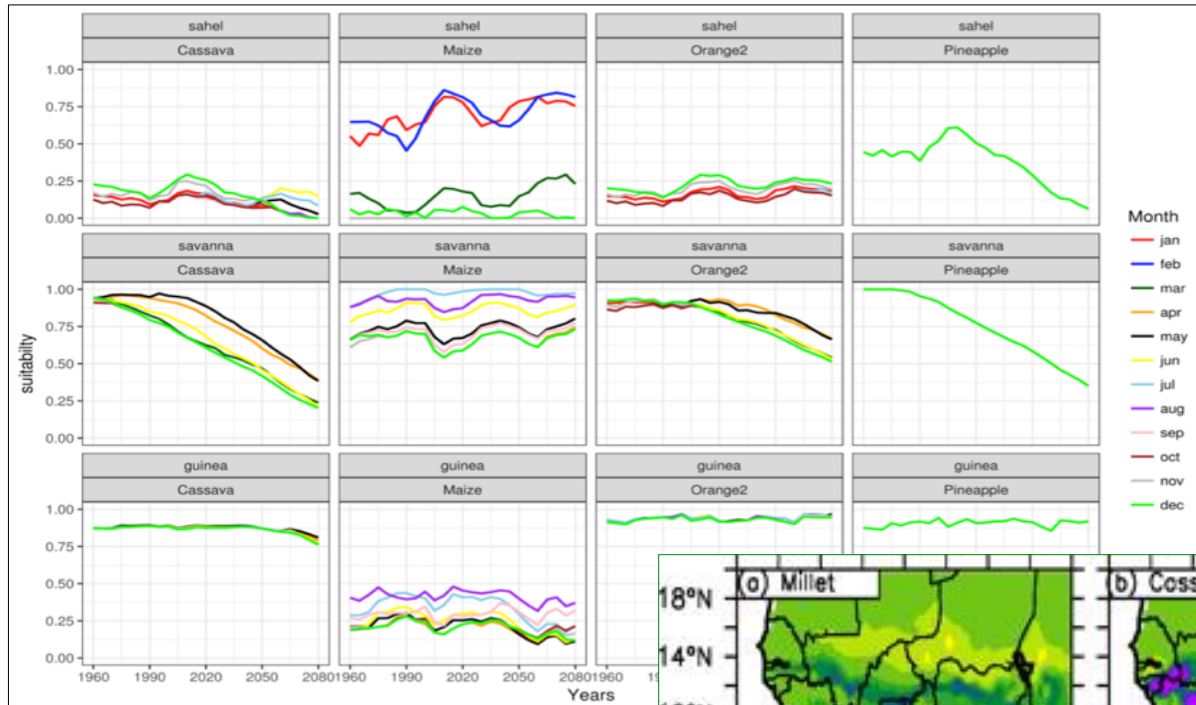 sahel sahel sahel sahel
Cassava Maize Orange2 Pineapple
1.00
0.75
0.50
0.25
0.00
savanna savanna savanna savanna
Cassava Maize Orange2 Pineapple
1.00
0.75
0.50
0.25
0.00
guinea guinea guinea guinea
Cassava Maize Orange2 Pineapple
1.00
0.75
0.50
0.25
0.00
1960 1990 2020 2050 2080 1960 1990 2020 2050 2080 1960
Years
suitabilty
Month
jan
feb
mar
apr
may
jun
jul
aug
sep
oct
nov
dec
(a) Millet (b) Coss
18°N
14°N